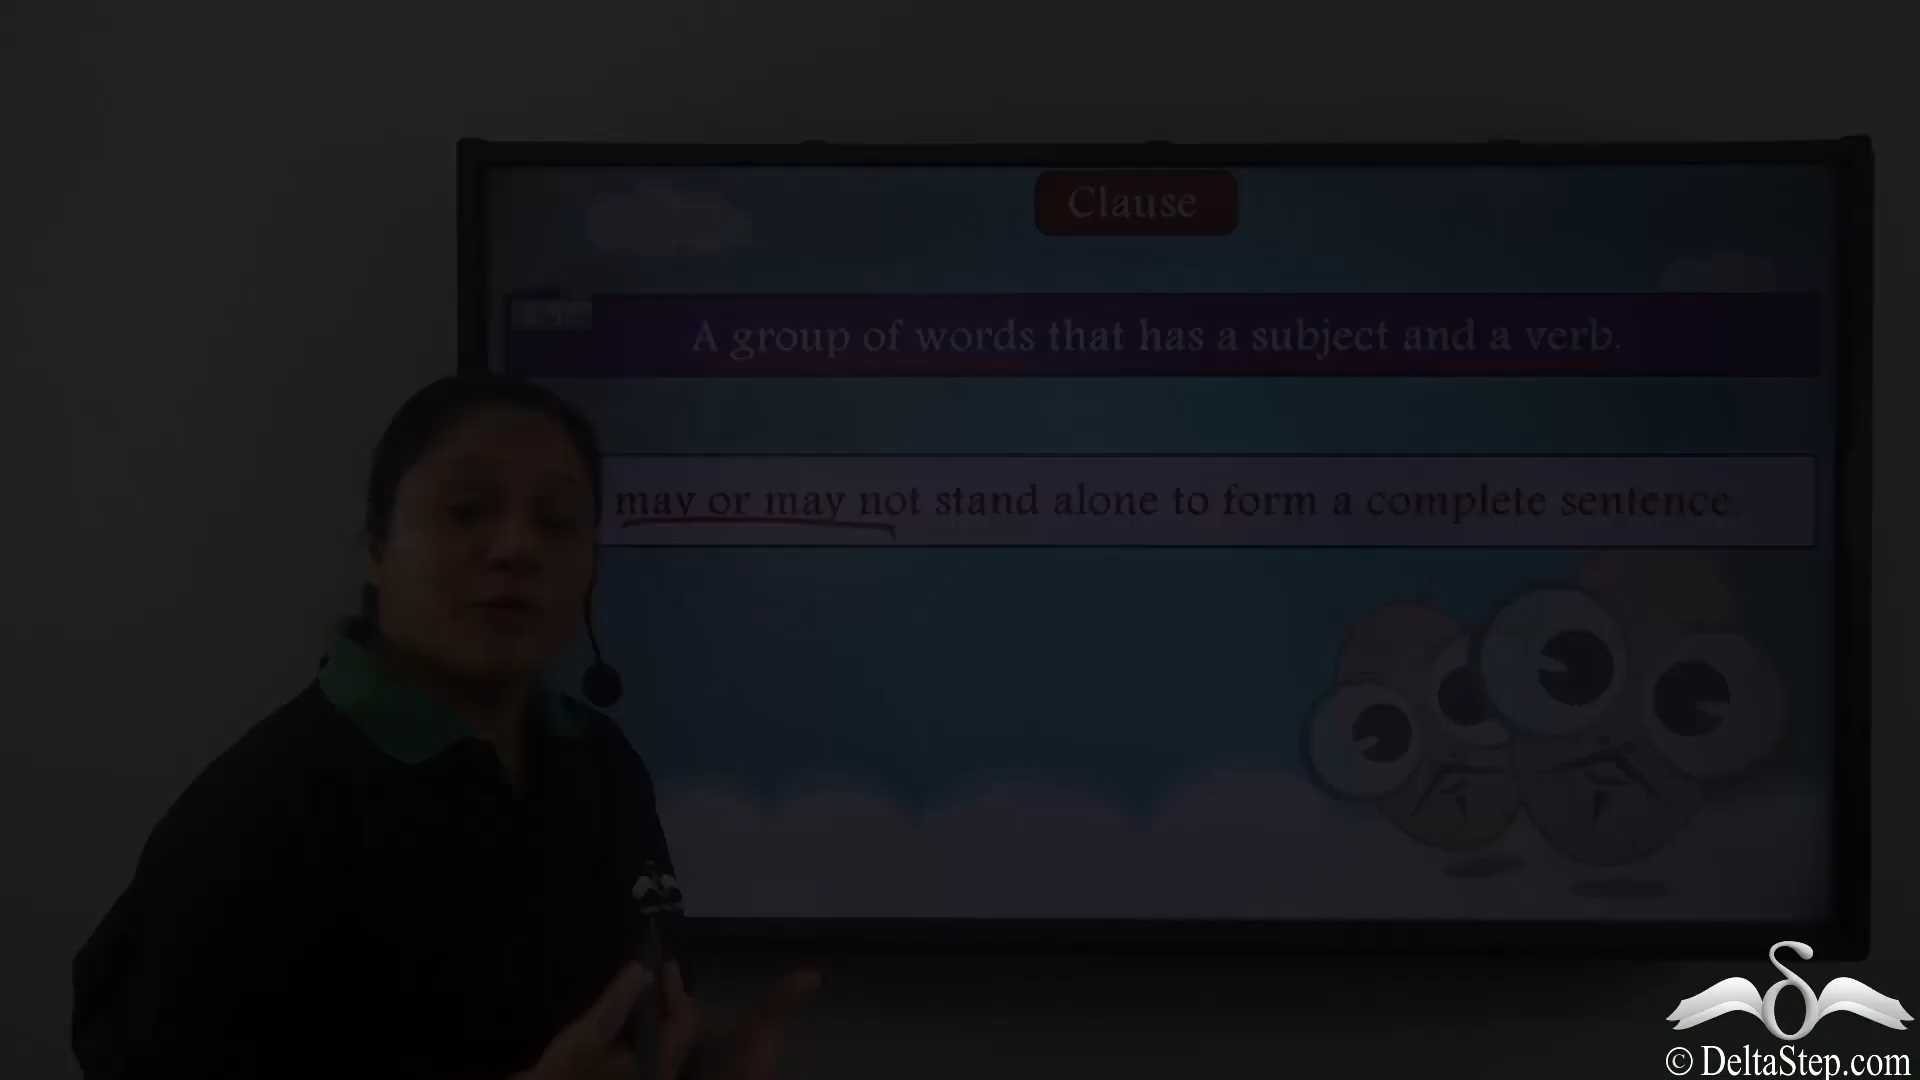 Clause
A group of words that has a subject and a verb.
may or may not stand alone to form a complete sentence
© DeltaStep.com